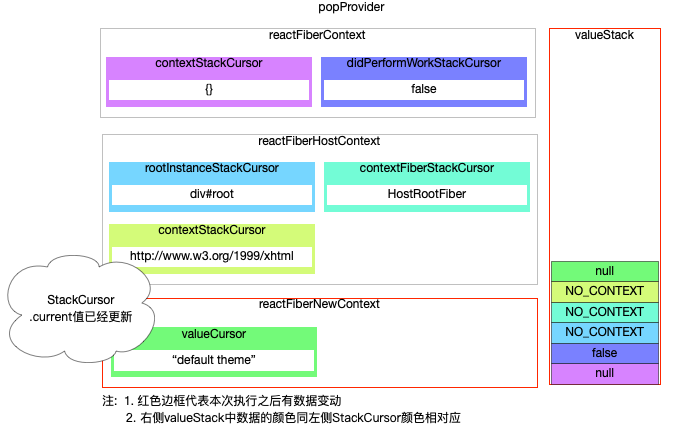 popProvider
reactFiberContext
contextStackCursor
{}
didPerformWorkStackCursor
false
reactFiberHostContext
rootInstanceStackCursor
div#root
contextFiberStackCursor
HostRootFiber
contextStackCursor
http://www.w3.org/1999/xhtml
StackCursor
.current值已经更新
reactFiberNewContext
valueCursor
“default theme”
valueStack
null
NO_CONTEXT
NO_CONTEXT
NO_CONTEXT
false
null
注: 1. 红色边框代表本次执行之后有数据变动
2. 右侧valueStack中数据的颜色同左侧StackCursor颜色相对应